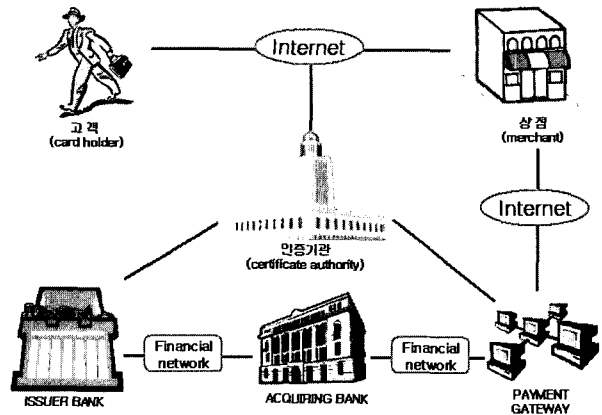 Internet
고 객
(card holder)
상 점
(merchant)
Internet
인증기관
(certificate authority)
Financial
network
Financial
network
ISSUER BANK
ACQUIRING BANK
PAYMENT
GATEWAY